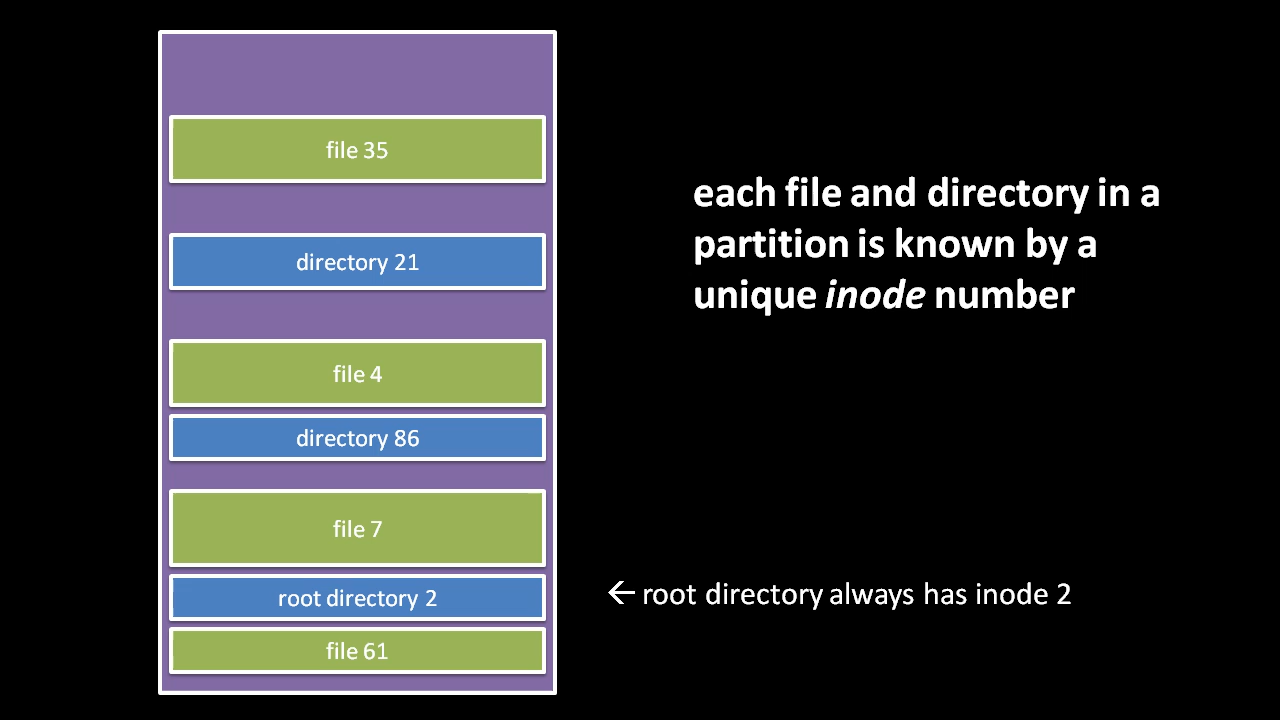 file 35
directory 21
file 4
directory 86
file 7
root directory 2
file 61
each file and directory in a
partition is known by a
unique inode number
← root directory always has inode 2